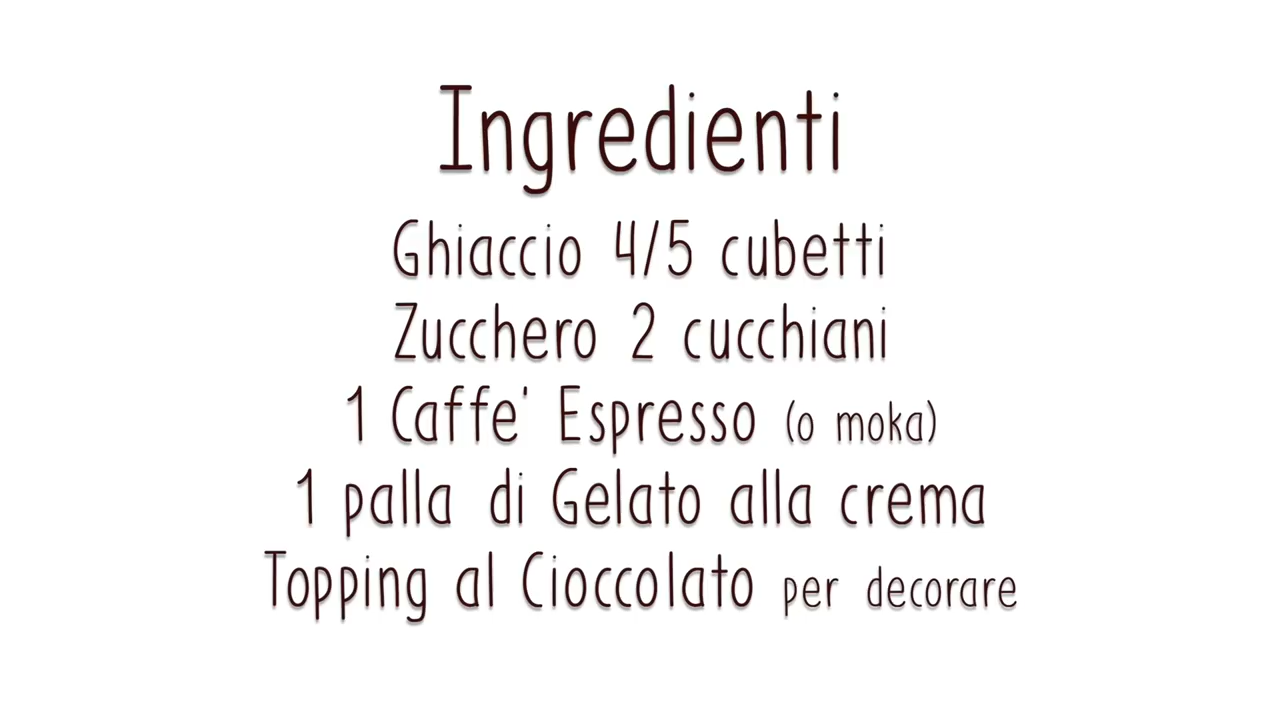 Ingredienti
Ghiaccio 4/5 cubetti
Zucchero 2 cucchiani
1 Caffe' Espresso (o moka)
1 palla di Gelato alla crema
Topping al Cioccolato per decorare